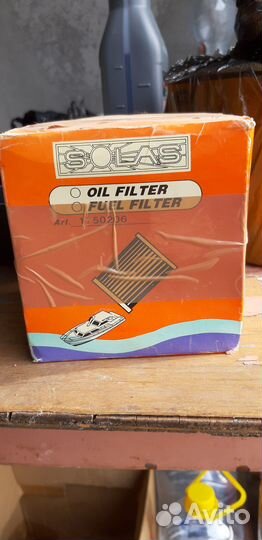 SOLAS
OIL FILTER
FUEL FILTER
Art. 1. 50206
Avito